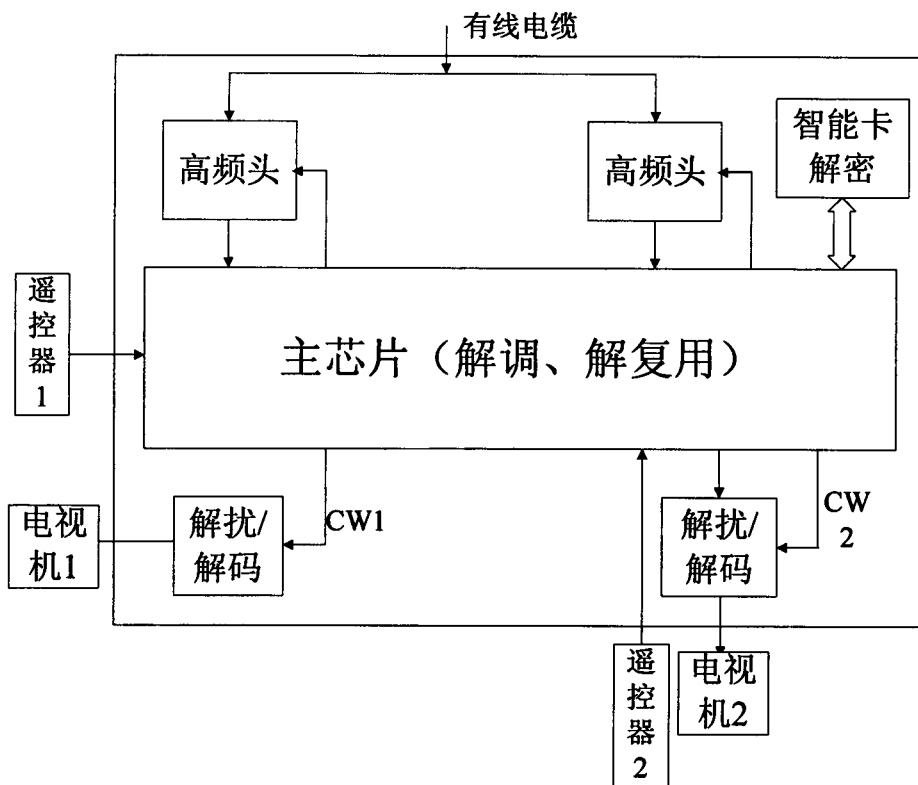 有线电缆
高频头
高频头
智能卡
解密
遥
控
器
1
主芯片（解调、解复用）
电视
机1
解扰/
解码
CW1
解扰/
解码
CW
2
遥
控
器
2
电视
机2